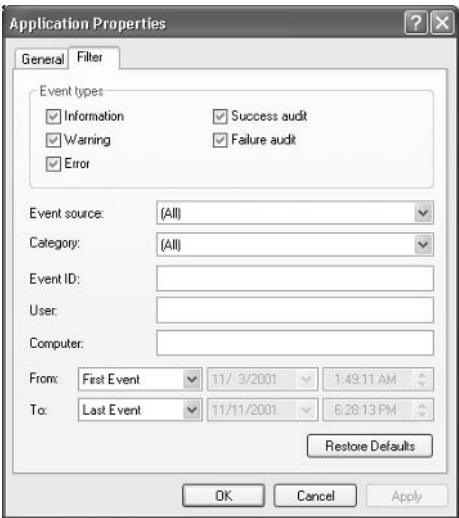 Application Properties
General Filter
Event types
Information Success audit
Warning Failure audit
Error
Event source: (All)
Category: (All)
Event ID:
User:
Computer:
From: First Event 11/ 3/2001 1:49:11 AM
To: Last Event 11/11/2001 6:28:13 PM
Restore Defaults
OK Cancel Apply